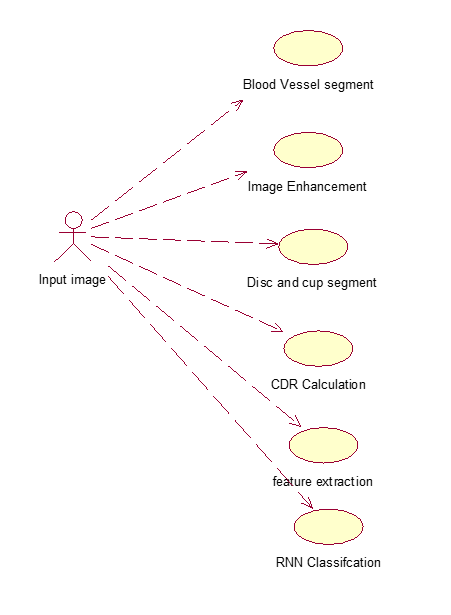 Blood Vessel segment
Image Enhancement
Disc and cup segment
Input image
CDR Calculation
feature extraction
RNN Classifcation